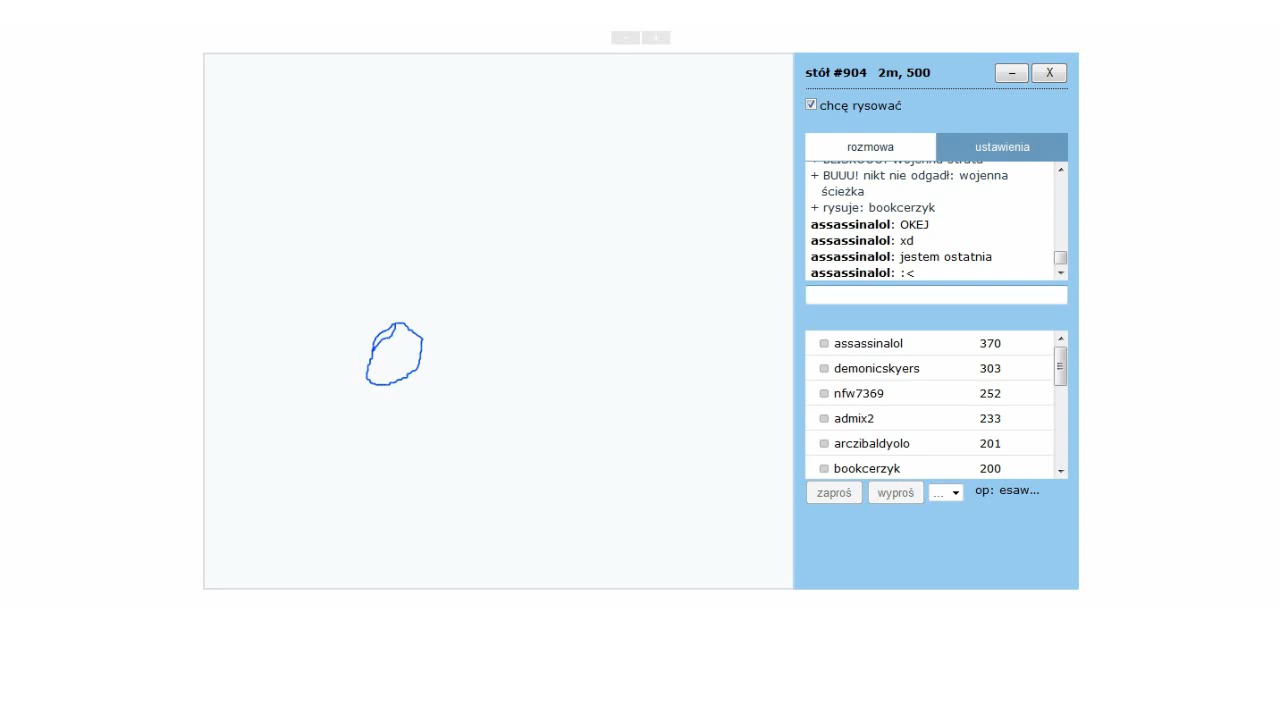 – +
stół #904 2m, 500
– X
chcę rysować
rozmowa ustawienia
+ BUUU! nikt nie odgadł: wojenna
ścieżka
+ rysuje: bookcerzyk
assassinalol: OKEJ
assassinalol: xd
assassinalol: jestem ostatnia
assassinalol: :<
assassinalol 370
demonicskyers 303
nfw7369 252
admix2 233
arczibaldyolo 201
bookcerzyk 200
zaproś wyproś ... op: esaw...